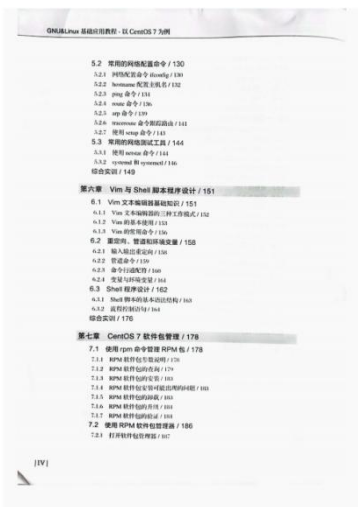 GNU&Linux 基础应用教程 - 以 CentOS 7 为例
5.2 常用的网络配置命令 / 130
5.2.1 网络配置命令 ifconfig / 130
5.2.2 hostname 配置主机名 / 132
5.2.3 ping 命令 / 134
5.2.4 route 命令 / 136
5.2.5 arp 命令 / 139
5.2.6 traceroute 命令跟踪路由 / 141
5.2.7 使用 setup 命令 / 143
5.3 常用的网络测试工具 / 144
5.3.1 使用 netstat 命令 / 144
5.3.2 systemd 和 systemctl / 146
综合实训 / 149
第六章 Vim 与 Shell 脚本程序设计 / 151
6.1 Vim 文本编辑器基础知识 / 151
6.1.1 Vim 文本编辑器的三种工作模式 / 152
6.1.2 Vim 的基本使用 / 153
6.1.3 Vim 的常用命令 / 156
6.2 重定向、管道和环境变量 / 158
6.2.1 输入输出重定向 / 158
6.2.2 管道命令 / 159
6.2.3 命令行通配符 / 160
6.2.4 变量与环境变量 / 161
6.3 Shell 程序设计 / 162
6.3.1 Shell 脚本的基本语法结构 / 163
6.3.2 流程控制语句 / 164
综合实训 / 176
第七章 CentOS 7 软件包管理 / 178
7.1 使用 rpm 命令管理 RPM 包 / 178
7.1.1 RPM 软件包专题说明 / 178
7.1.2 RPM 软件包的查询 / 179
7.1.3 RPM 软件包的安装 / 183
7.1.4 RPM 软件包安装可能出现的问题 /
7.1.5 RPM 软件包的卸载 /
7.1.6 RPM 软件包的升级 /
7.1.7 RPM 软件包的验证 /
7.2 使用 RPM 软件包管理器 / 186
7.2.1 打开软件包管理器 / 187
| IV |